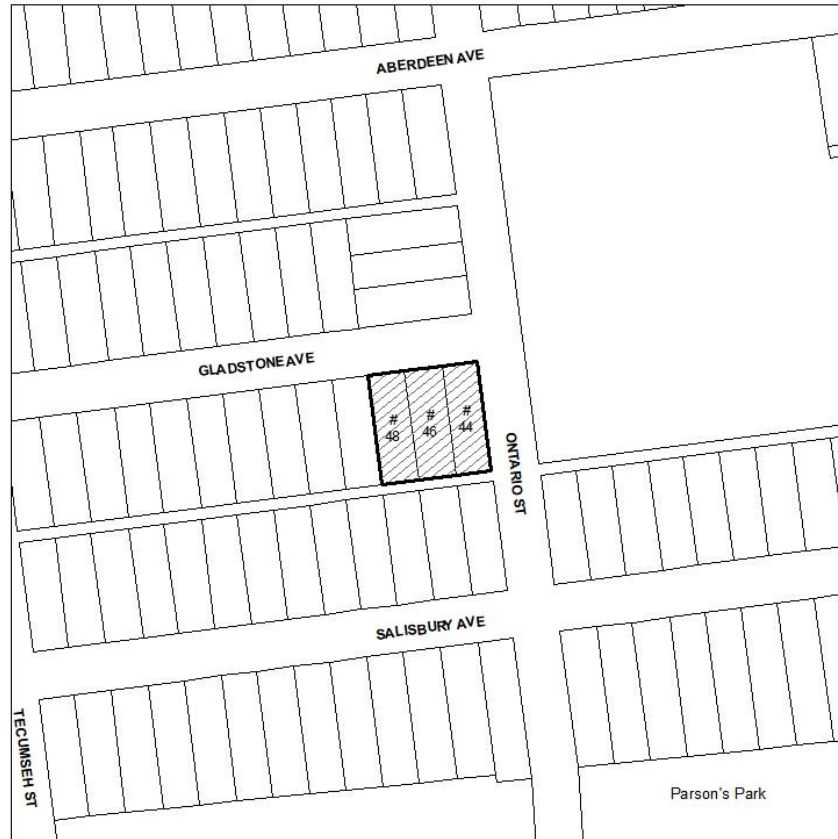 ABERDEEN AVE
GLADSTONE AVE
#
48
#
46
#
44
ONTARIO ST
SALISBURY AVE
TECUMSEH ST
Parson's Park